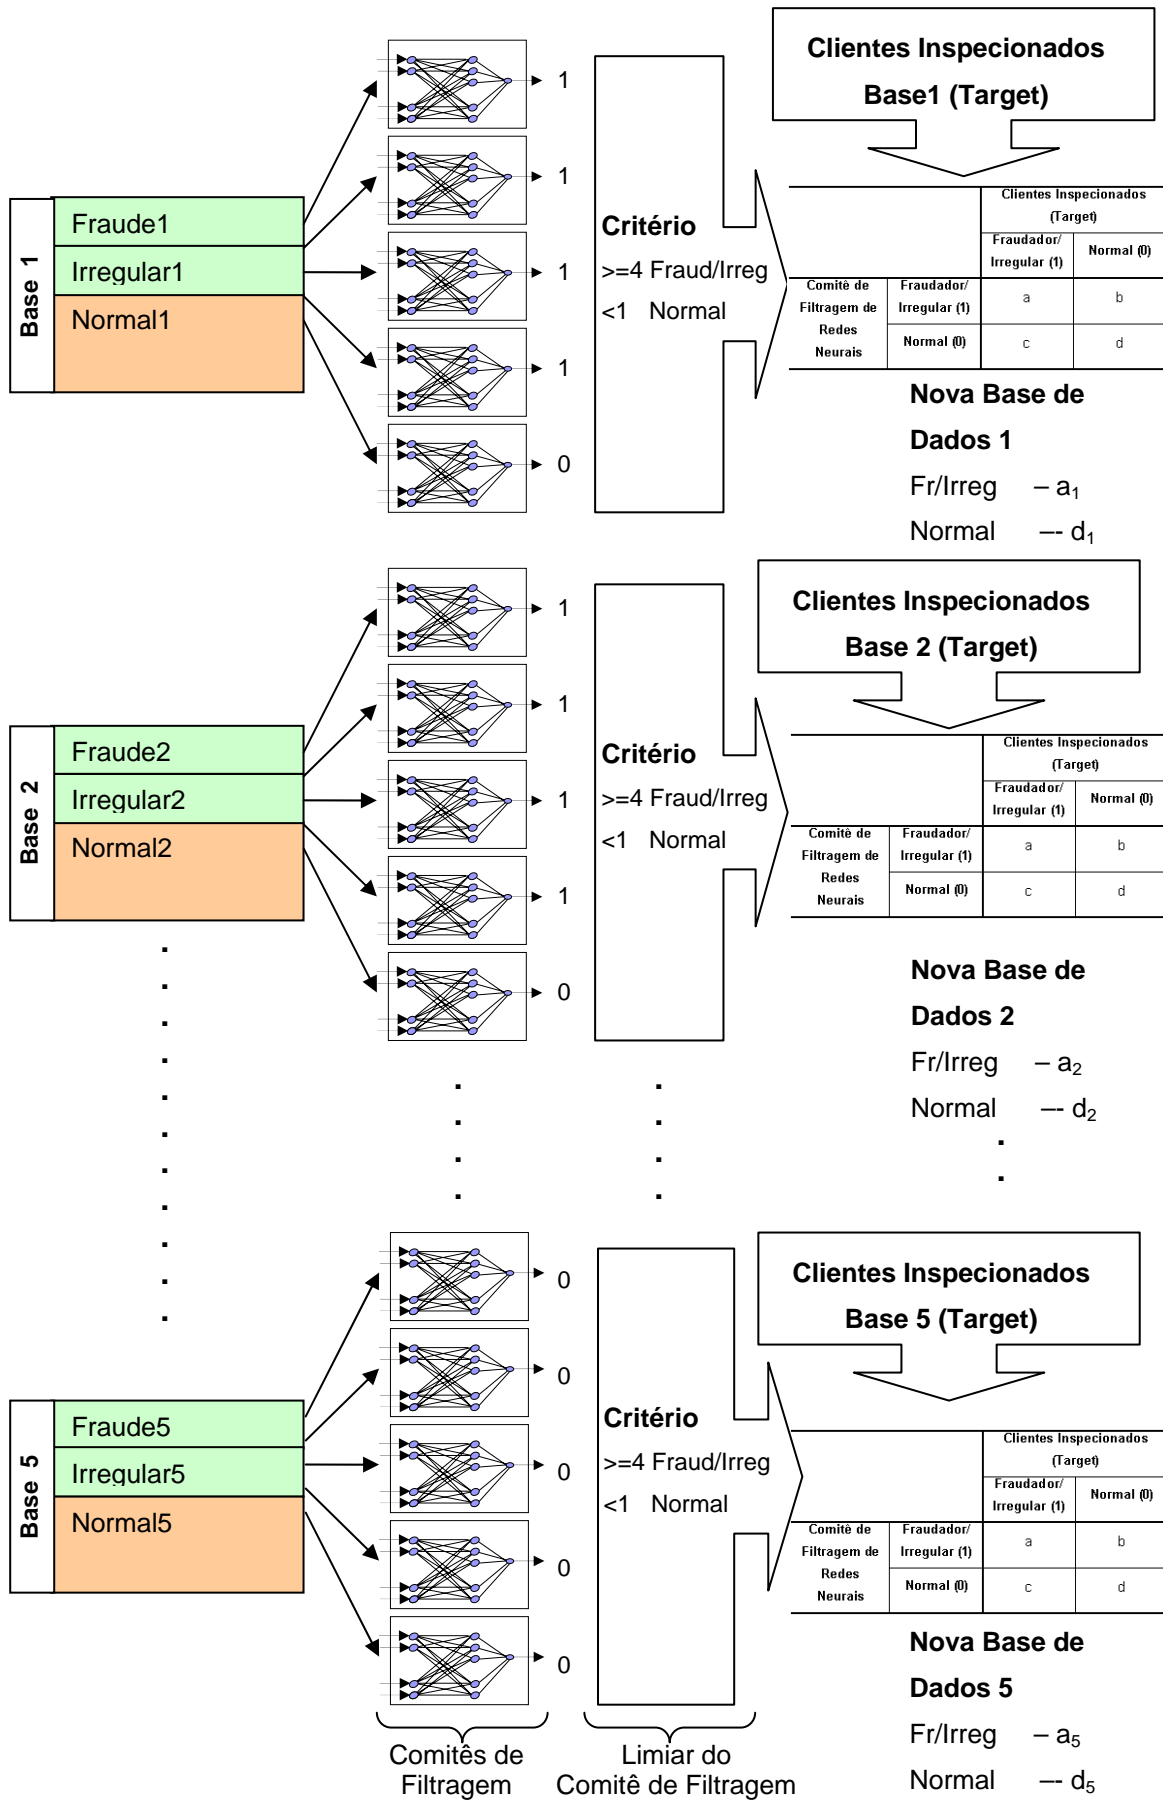 Clientes Inspecionados
Base1 (Target)
Base 1
Fraude1
Irregular1
Normal1
1
1
1
1
0
Critério
>=4 Fraud/Irreg
<1 Normal
Clientes Inspecionados
(Target)
Fraudador/
Irregular (1)
Normal (0)
Comitê de
Filtragem de
Redes
Neurais
Fraudador/
Irregular (1)
a
b
Normal (0)
c
d
Nova Base de
Dados 1
Fr/Irreg – a1
Normal –- d1
Clientes Inspecionados
Base 2 (Target)
Base 2
Fraude2
Irregular2
Normal2
1
1
1
1
0
Critério
>=4 Fraud/Irreg
<1 Normal
Clientes Inspecionados
(Target)
Fraudador/
Irregular (1)
Normal (0)
Comitê de
Filtragem de
Redes
Neurais
Fraudador/
Irregular (1)
a
b
Normal (0)
c
d
Nova Base de
Dados 2
Fr/Irreg – a2
Normal –- d2
Clientes Inspecionados
Base 5 (Target)
Base 5
Fraude5
Irregular5
Normal5
0
0
0
0
0
Critério
>=4 Fraud/Irreg
<1 Normal
Clientes Inspecionados
(Target)
Fraudador/
Irregular (1)
Normal (0)
Comitê de
Filtragem de
Redes
Neurais
Fraudador/
Irregular (1)
a
b
Normal (0)
c
d
Nova Base de
Dados 5
Fr/Irreg – a5
Normal –- d5
Comitês de
Filtragem
Limiar do
Comitê de Filtragem